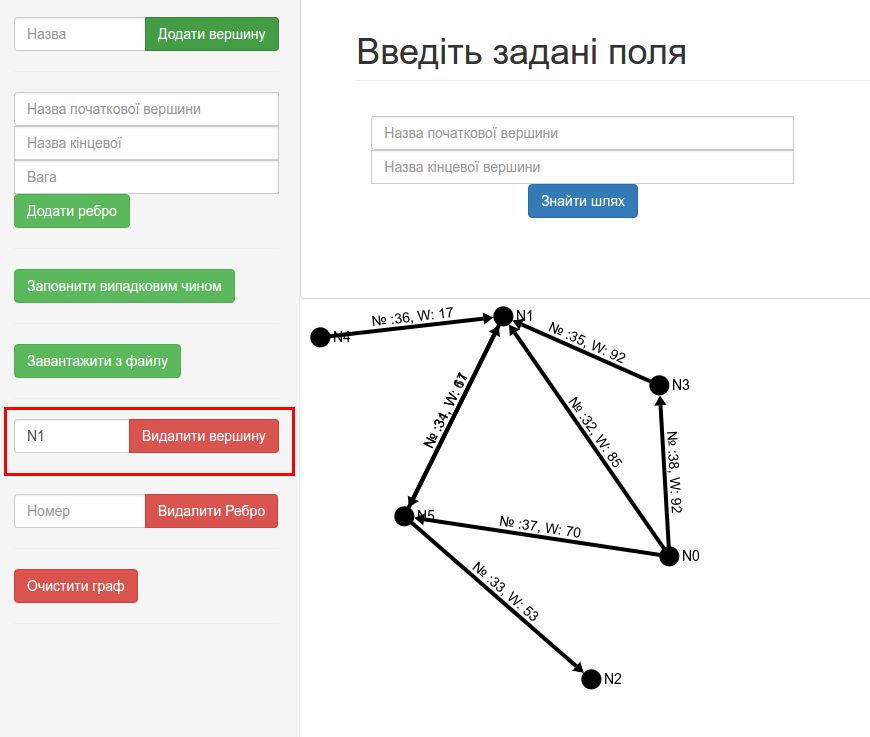 Назва
Додати вершину
Назва початкової вершини
Назва кінцевої
Вага
Додати ребро
Заповнити випадковим чином
Завантажити з файлу
N1
Видалити вершину
Номер
Видалити Ребро
Очистити граф
Введіть задані поля
Назва початкової вершини
Назва кінцевої вершини
Знайти шлях
№ :36, W: 17
N1
N4
№ :35, W: 92
N3
№ :34, W:
№ :32, W: 85
№ :38, W: 92
N5
№ :37, W: 70
N0
№ :33, W: 53
N2